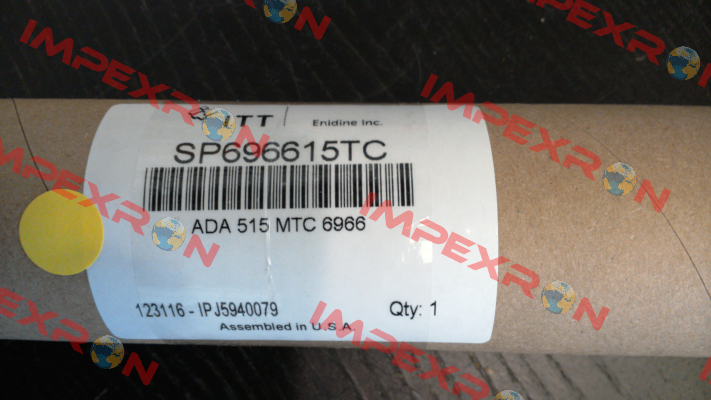 ITT Enidine Inc.
SP696615TC
ADA 515 MTC 6966
123116 - IPJ5940079 Qty: 1
Assembled in U.S.A
IMPEXRON
IMPEXRON
IMPEXRON
IMPEXRON
IMPEXRON
IMPEXRON
IMPEXRON